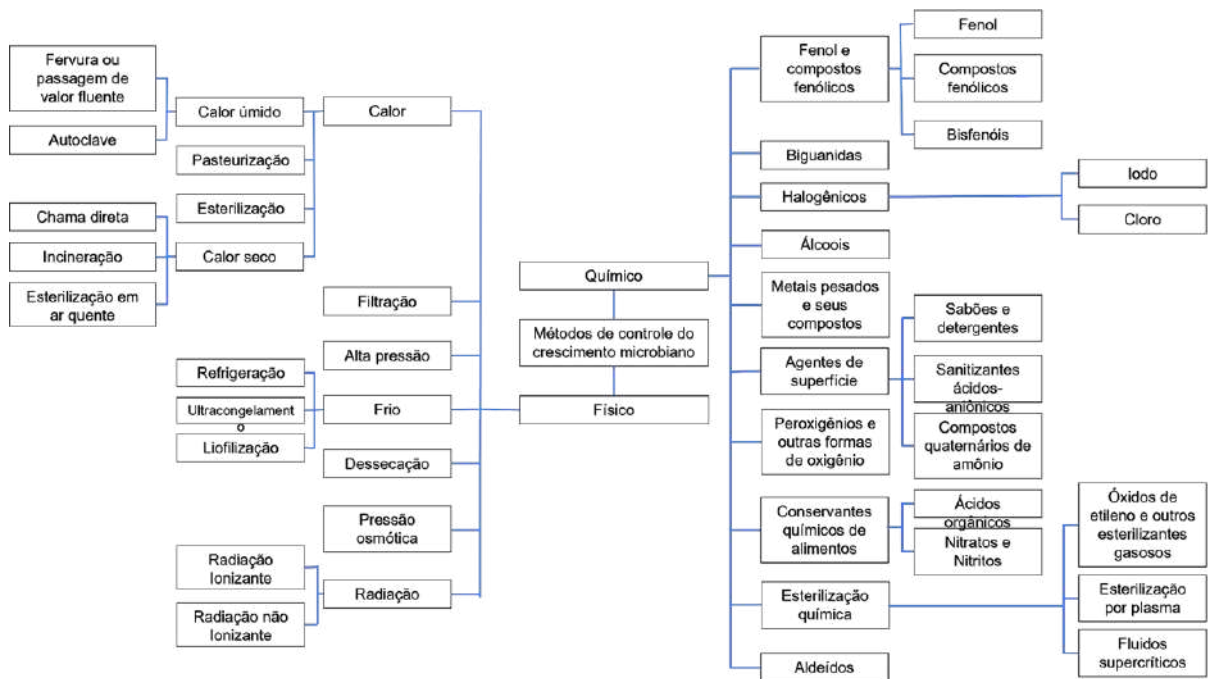 Fervura ou
passagem de
valor fluente
Autoclave
Calor úmido
Calor
Pasteurização
Esterilização
Chama direta
Incineração
Esterilização em
ar quente
Calor seco
Filtração
Alta pressão
Refrigeração
Ultracongelament
o
Liofilização
Frio
Dessecação
Pressão
osmótica
Radiação
Ionizante
Radiação não
Ionizante
Radiação
Químico
Métodos de controle do
crescimento microbiano
Físico
Fenol e
compostos
fenólicos
Fenol
Compostos
fenólicos
Bisfenóis
Biguanidas
Halogênicos
Iodo
Cloro
Álcoois
Metais pesados e
seus compostos
Agentes de
superfície
Sabões e
detergentes
Sanitizantes
ácidos-
aniônicos
Compostos
quaternários de
amônio
Peroxigênios e
outras formas
de oxigênio
Conservantes
químicos de
alimentos
Ácidos
orgânicos
Nitratos e
Nitritos
Esterilização
química
Óxidos de
etileno e outros
esterilizantes
gasosos
Esterilização
por plasma
Fluidos
supercríticos
Aldeídos